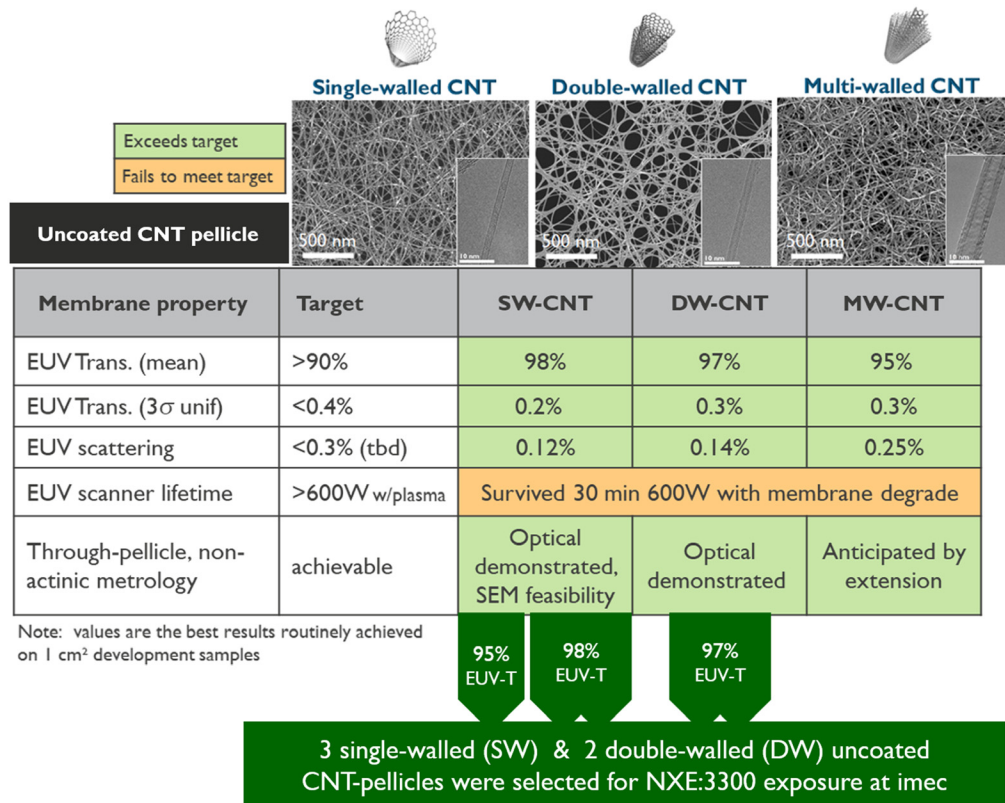 Single-walled CNT
Double-walled CNT
Multi-walled CNT
Exceeds target
Fails to meet target
Uncoated CNT pellicle
500 nm
10 nm
500 nm
10 nm
500 nm
10 nm
Membrane property Target SW-CNT DW-CNT MW-CNT
EUV Trans. (mean) >90% 98% 97% 95%
EUV Trans. (3σ unif) <0.4% 0.2% 0.3% 0.3%
EUV scattering <0.3% (tbd) 0.12% 0.14% 0.25%
EUV scanner lifetime >600W w/plasma Survived 30 min 600W with membrane degrade
Through-pellicle, non-
actinic metrology
achievable
Optical
demonstrated,
SEM feasibility
Optical
demonstrated
Anticipated by
extension
Note: values are the best results routinely achieved
on 1 cm² development samples
95%
EUV-T
98%
EUV-T
97%
EUV-T
3 single-walled (SW) & 2 double-walled (DW) uncoated
CNT-pellicles were selected for NXE:3300 exposure at imec